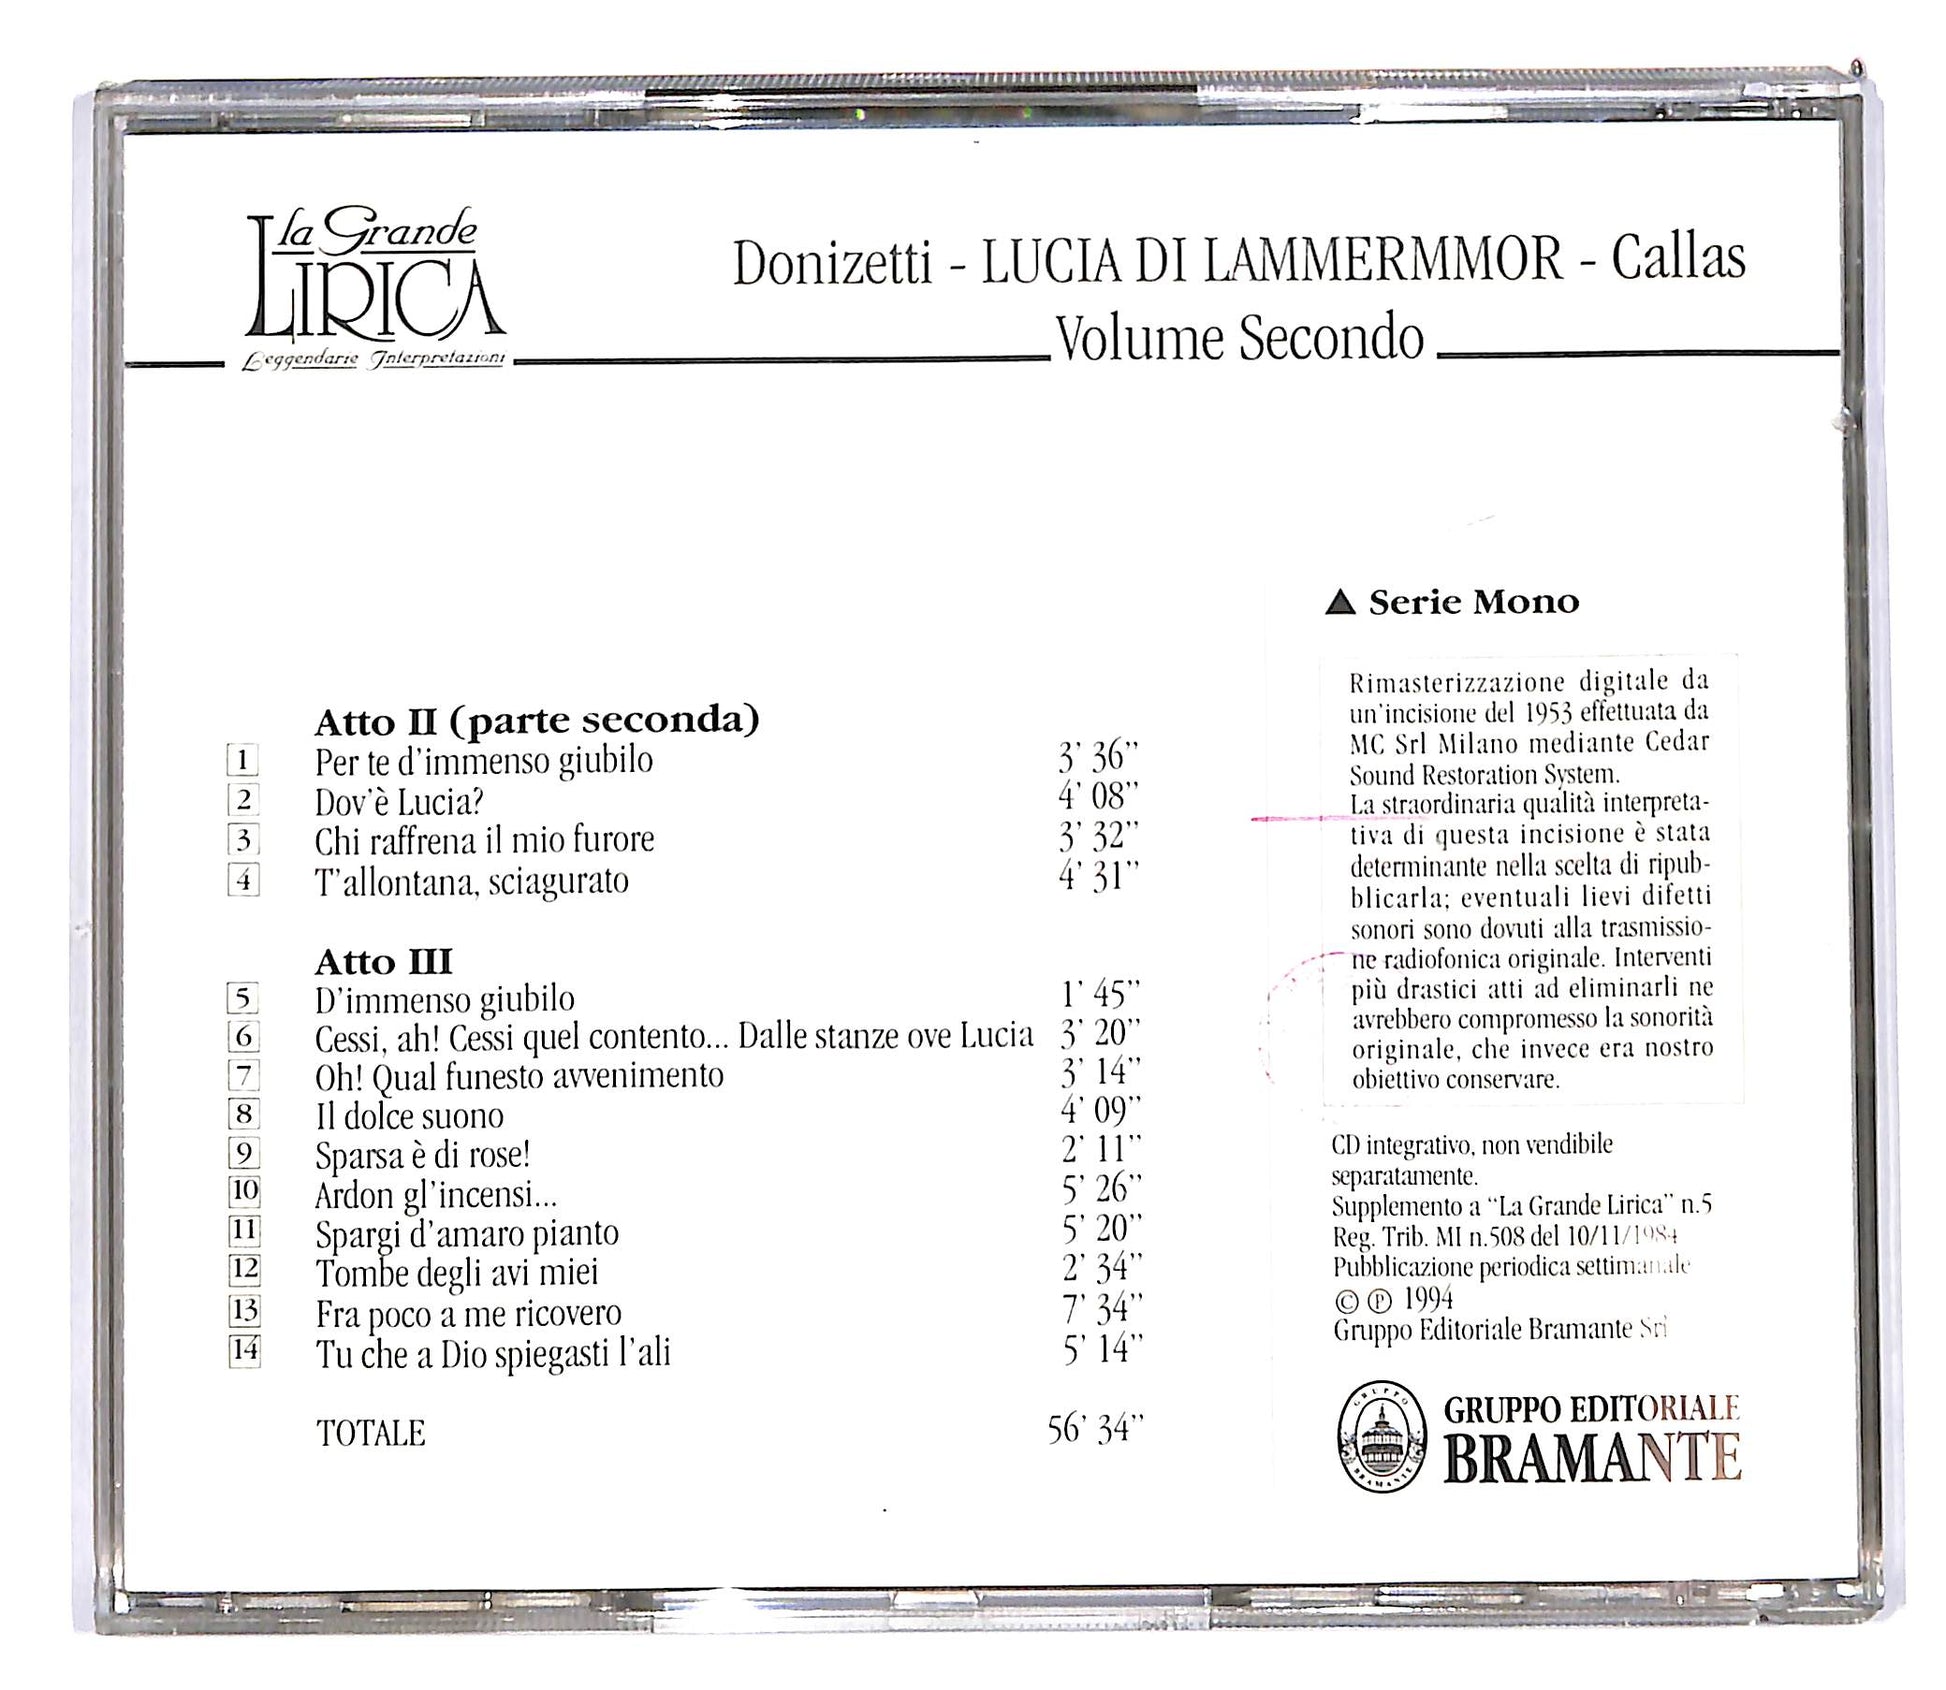 la Grande
LIRICA
Leggendarie Interpretazioni
Donizetti - LUCIA DI LAMMERMMOR - Callas
Volume Secondo
Atto II (parte seconda)
1 Per te d'immenso giubilo 3' 36"
2 Dov'è Lucia? 4' 08"
3 Chi raffrena il mio furore 3' 32"
4 T'allontana, sciagurato 4' 31"
Atto III
5 D'immenso giubilo 1' 45"
6 Cessi, ah! Cessi quel contento... Dalle stanze ove Lucia 3' 20"
7 Oh! Qual funesto avvenimento 3' 14"
8 Il dolce suono 4' 09"
9 Sparsa è di rose! 2' 11"
10 Ardon gl'incensi... 5' 26"
11 Spargi d'amaro pianto 5' 20"
12 Tombe degli avi miei 2' 34"
13 Fra poco a me ricovero 7' 34"
14 Tu che a Dio spiegasti l'ali 5' 14"
TOTALE 56' 34"
▲ Serie Mono
Rimasterizzazione digitale da
un'incisione del 1953 effettuata da
MC Srl Milano mediante Cedar
Sound Restoration System.
La straordinaria qualità interpreta-
tiva di questa incisione è stata
determinante nella scelta di ripub-
blicarla; eventuali lievi difetti
sonori sono dovuti alla trasmissio-
ne radiofonica originale. Interventi
più drastici atti ad eliminarli ne
avrebbero compromesso la sonorità
originale, che invece era nostro
obiettivo conservare.
CD integrativo, non vendibile
separatamente.
Supplemento a "La Grande Lirica" n.5
Reg. Trib. MI n.508 del 10/11/1984
Pubblicazione periodica settimanale
© ℗ 1994
Gruppo Editoriale Bramante Srl
GRUPPO
BRAMANTE
GRUPPO EDITORIALE
BRAMANTE